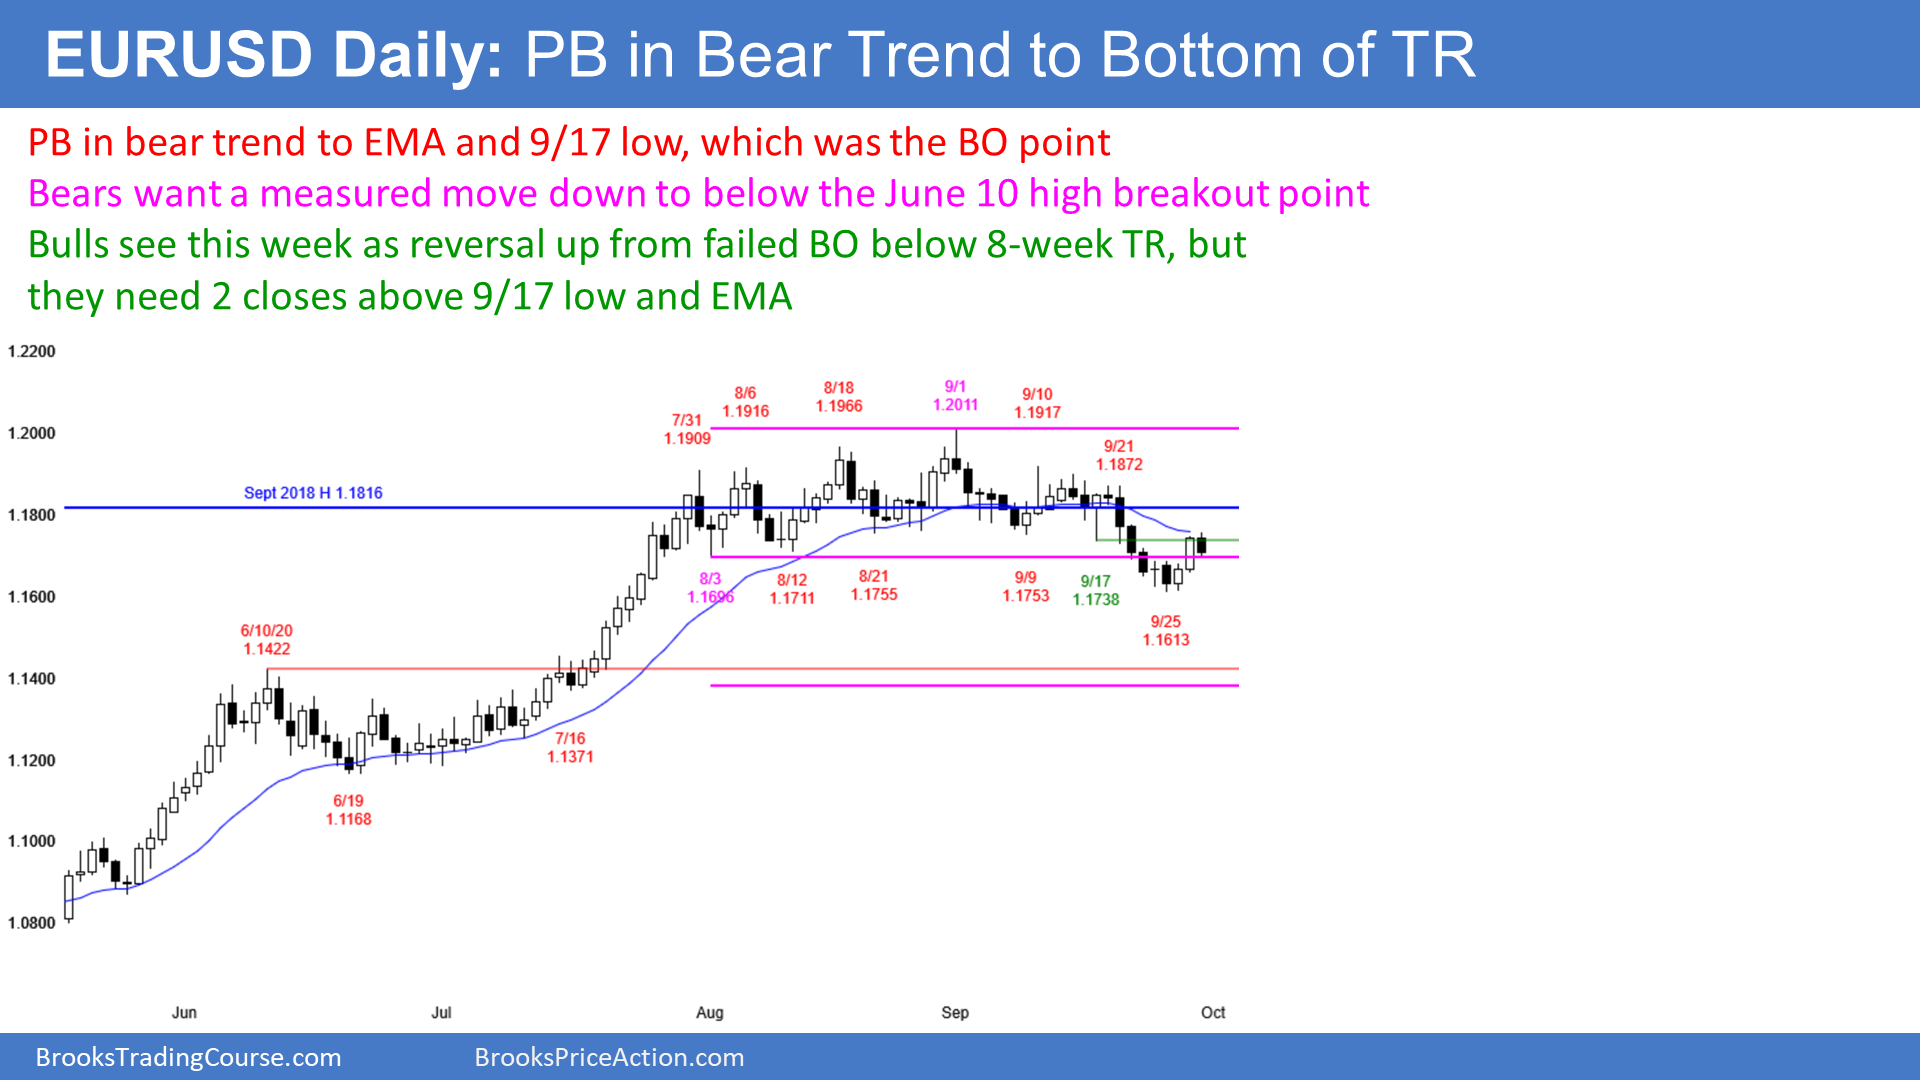 EURUSD Daily: PB in Bear Trend to Bottom of TR
PB in bear trend to EMA and 9/17 low, which was the BO point
Bears want a measured move down to below the June 10 high breakout point
Bulls see this week as reversal up from failed BO below 8-week TR, but
they need 2 closes above 9/17 low and EMA
1.2200
1.2000
1.1800
1.1600
1.1400
1.1200
1.1000
1.0800
Sept 2018 H 1.1816
6/10/20
1.1422
6/19
1.1168
7/16
1.1371
7/31
1.1909
8/6
1.1916
8/18
1.1966
9/1
1.2011
9/10
1.1917
9/21
1.1872
8/3
1.1696
8/12
1.1711
8/21
1.1755
9/9
1.1753
9/17
1.1738
9/25
1.1613
Jun
Jul
Aug
Sep
Oct
BrooksTradingCourse.com
BrooksPriceAction.com